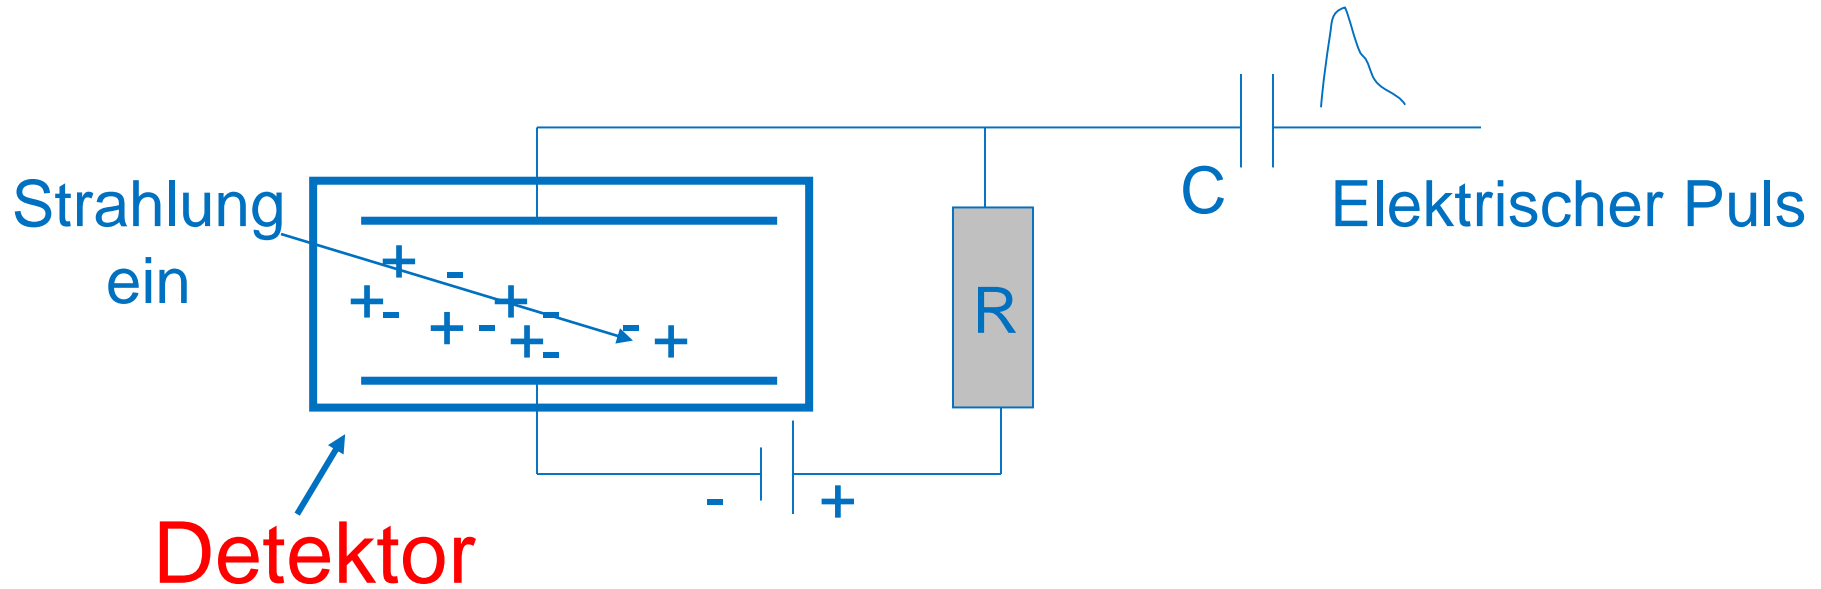 Strahlung
ein
+ -
+ - + -
+ - + - - +
R
C
Elektrischer Puls
- +
Detektor